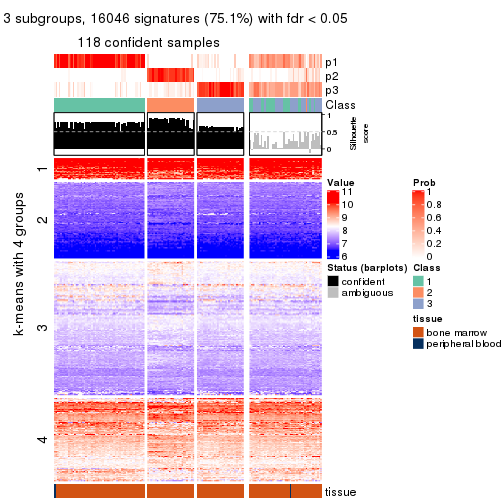 3 subgroups, 16046 signatures (75.1%) with fdr < 0.05
118 confident samples
p1
p2
p3
Class
1
0.5
0
Silhouette
score
k-means with 4 groups
1
2
3
4
Value
11
10
9
8
7
6
Prob
1
0.8
0.6
0.4
0.2
0
Status (barplots)
confident
ambiguous
Class
1
2
3
tissue
bone marrow
peripheral blood
tissue